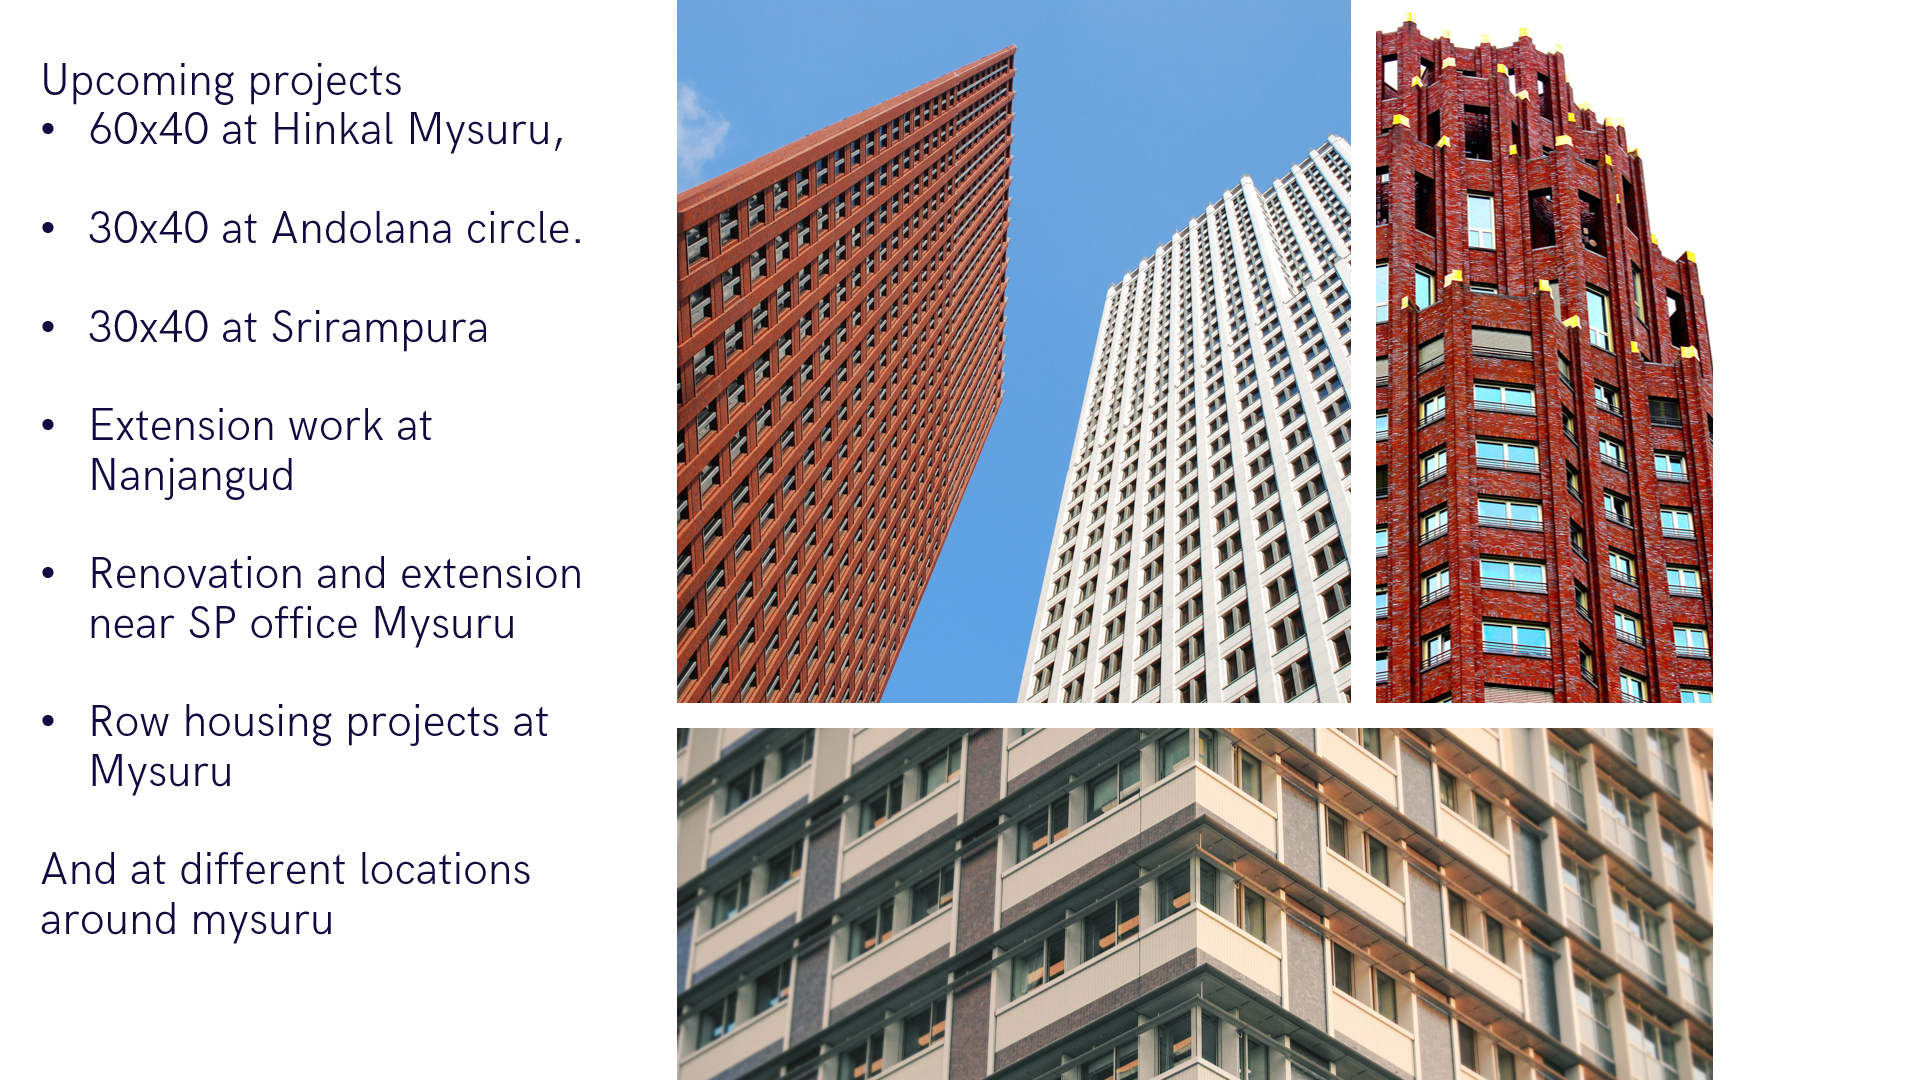 Upcoming projects
• 60x40 at Hinkal Mysuru,
• 30x40 at Andolana circle.
• 30x40 at Srirampura
• Extension work at
Nanjangud
• Renovation and extension
near SP office Mysuru
• Row housing projects at
Mysuru
And at different locations
around mysuru